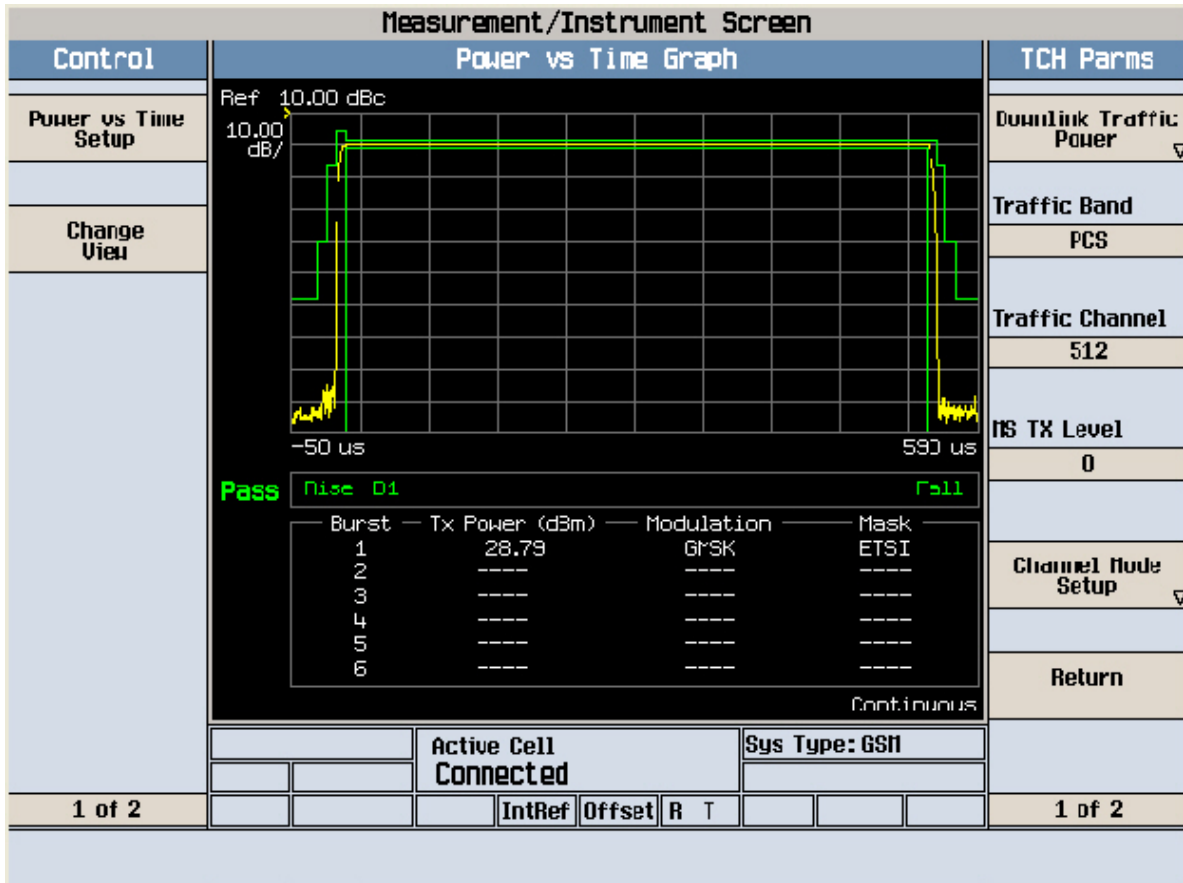 Measurement/Instrument Screen
Control
Power vs Time Graph
TCH Parms
Power vs Time
Setup
Change
View
1 of 2
Ref 10.00 dBc
10.00
dB/
-50 us
590 us
Pass
Rise 01
Fall
Burst Tx Power (dBm) Modulation Mask
1 28.79 GMSK ETSI
2 ---- ---- ----
3 ---- ---- ----
4 ---- ---- ----
5 ---- ---- ----
6 ---- ---- ----
Continuous
Active Cell
Connected
Sys Type: GSM
IntRef Offset R T
Downlink Traffic
Power
Traffic Band
PCS
Traffic Channel
512
MS TX Level
0
Channel Mode
Setup
Return
1 of 2